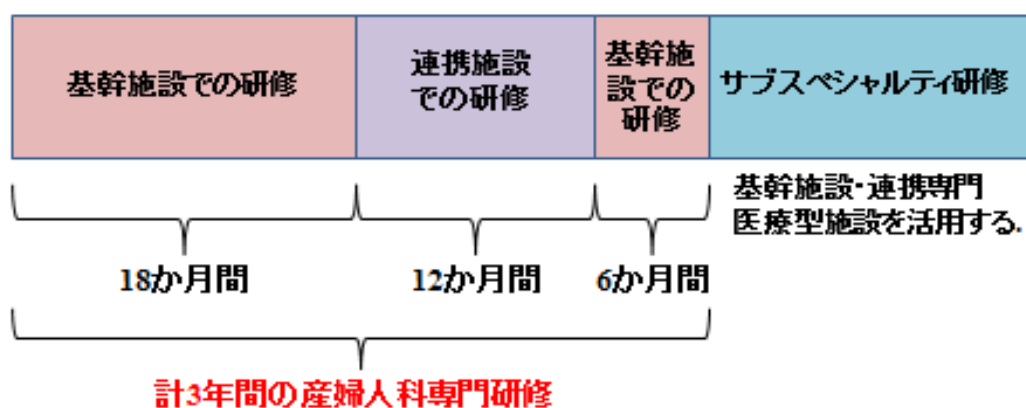 基幹施設での研修
連携施設
での研修
基幹施
設での
研修
サブスペシャルティ研修
基幹施設・連携専門
医療型施設を活用する.
18か月間
12か月間
6か月間
計3年間の産婦人科専門研修